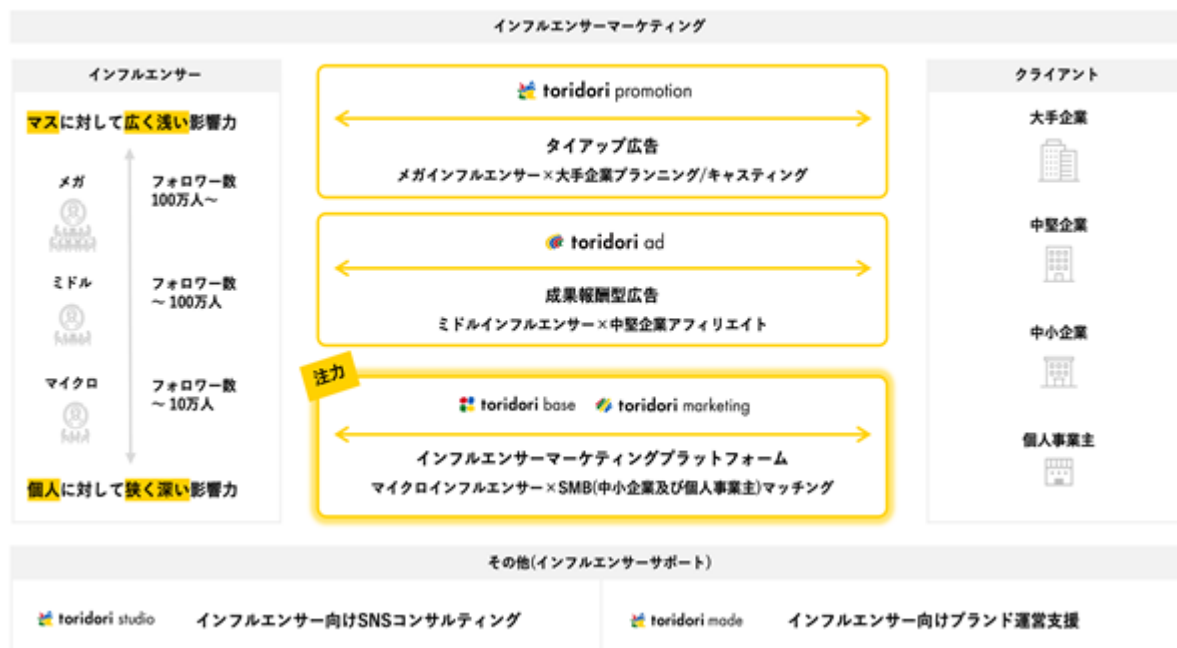 インフルエンサーマーケティング
インフルエンサー
マスに対して広く浅い影響力
メガ
フォロワー数
100万人～
ミドル
フォロワー数
～ 100万人
マイクロ
フォロワー数
～ 10万人
個人に対して狭く深い影響力
toridori promotion
タイアップ広告
メガインフルエンサー×大手企業プランニング/キャスティング
toridori ad
成果報酬型広告
ミドルインフルエンサー×中堅企業アフィリエイト
注力
toridori base toridori marketing
インフルエンサーマーケティングプラットフォーム
マイクロインフルエンサー×SMB(中小企業及び個人事業主)マッチング
クライアント
大手企業
中堅企業
中小企業
個人事業主
その他(インフルエンサーサポート)
toridori studio インフルエンサー向けSNSコンサルティング
toridori made インフルエンサー向けブランド運営支援